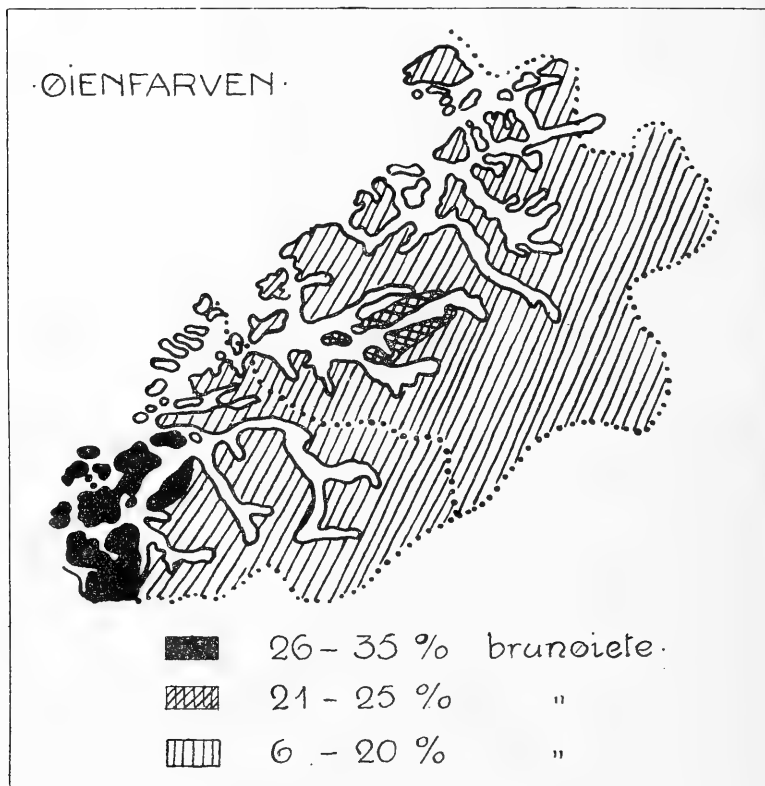 ·ØIENFARVEN·
26 – 35 % brunøiete·
21 – 25 % "
6 – 20 % "